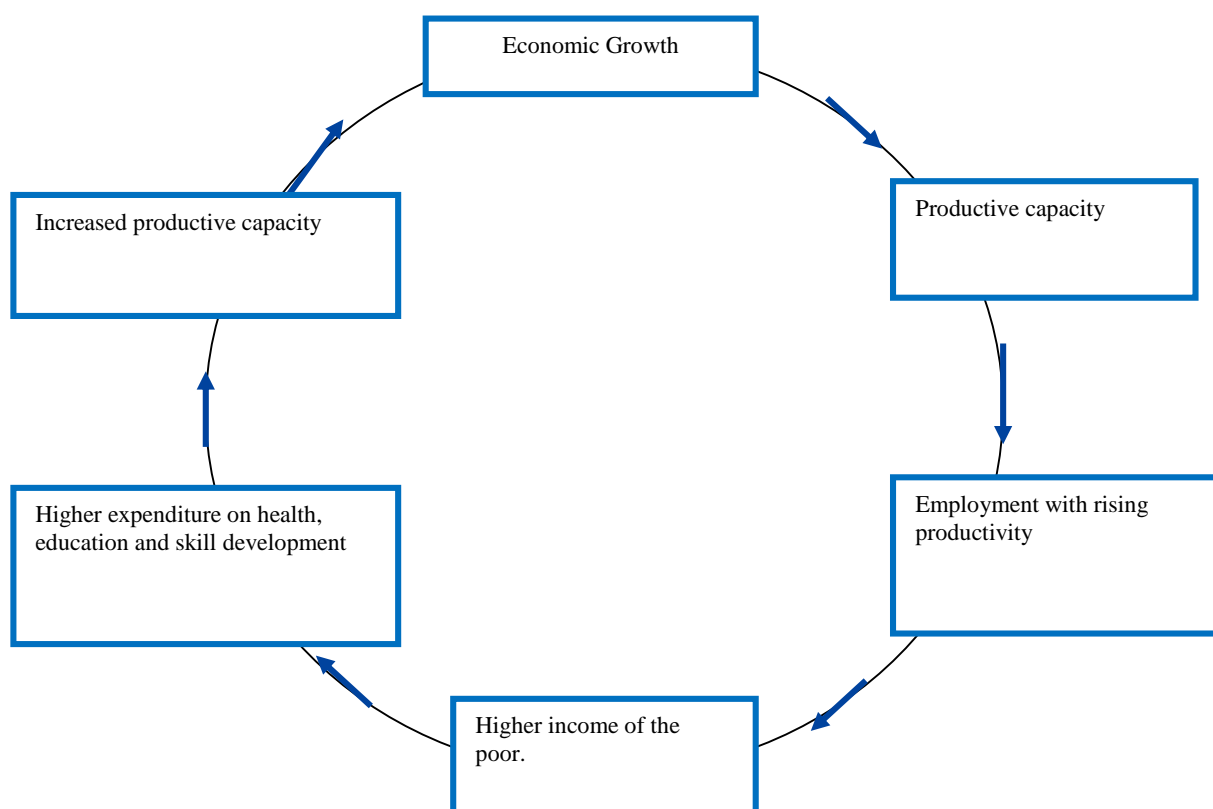 Economic Growth
Productive capacity
Employment with rising
productivity
Higher income of the
poor.
Higher expenditure on health,
education and skill development
Increased productive capacity